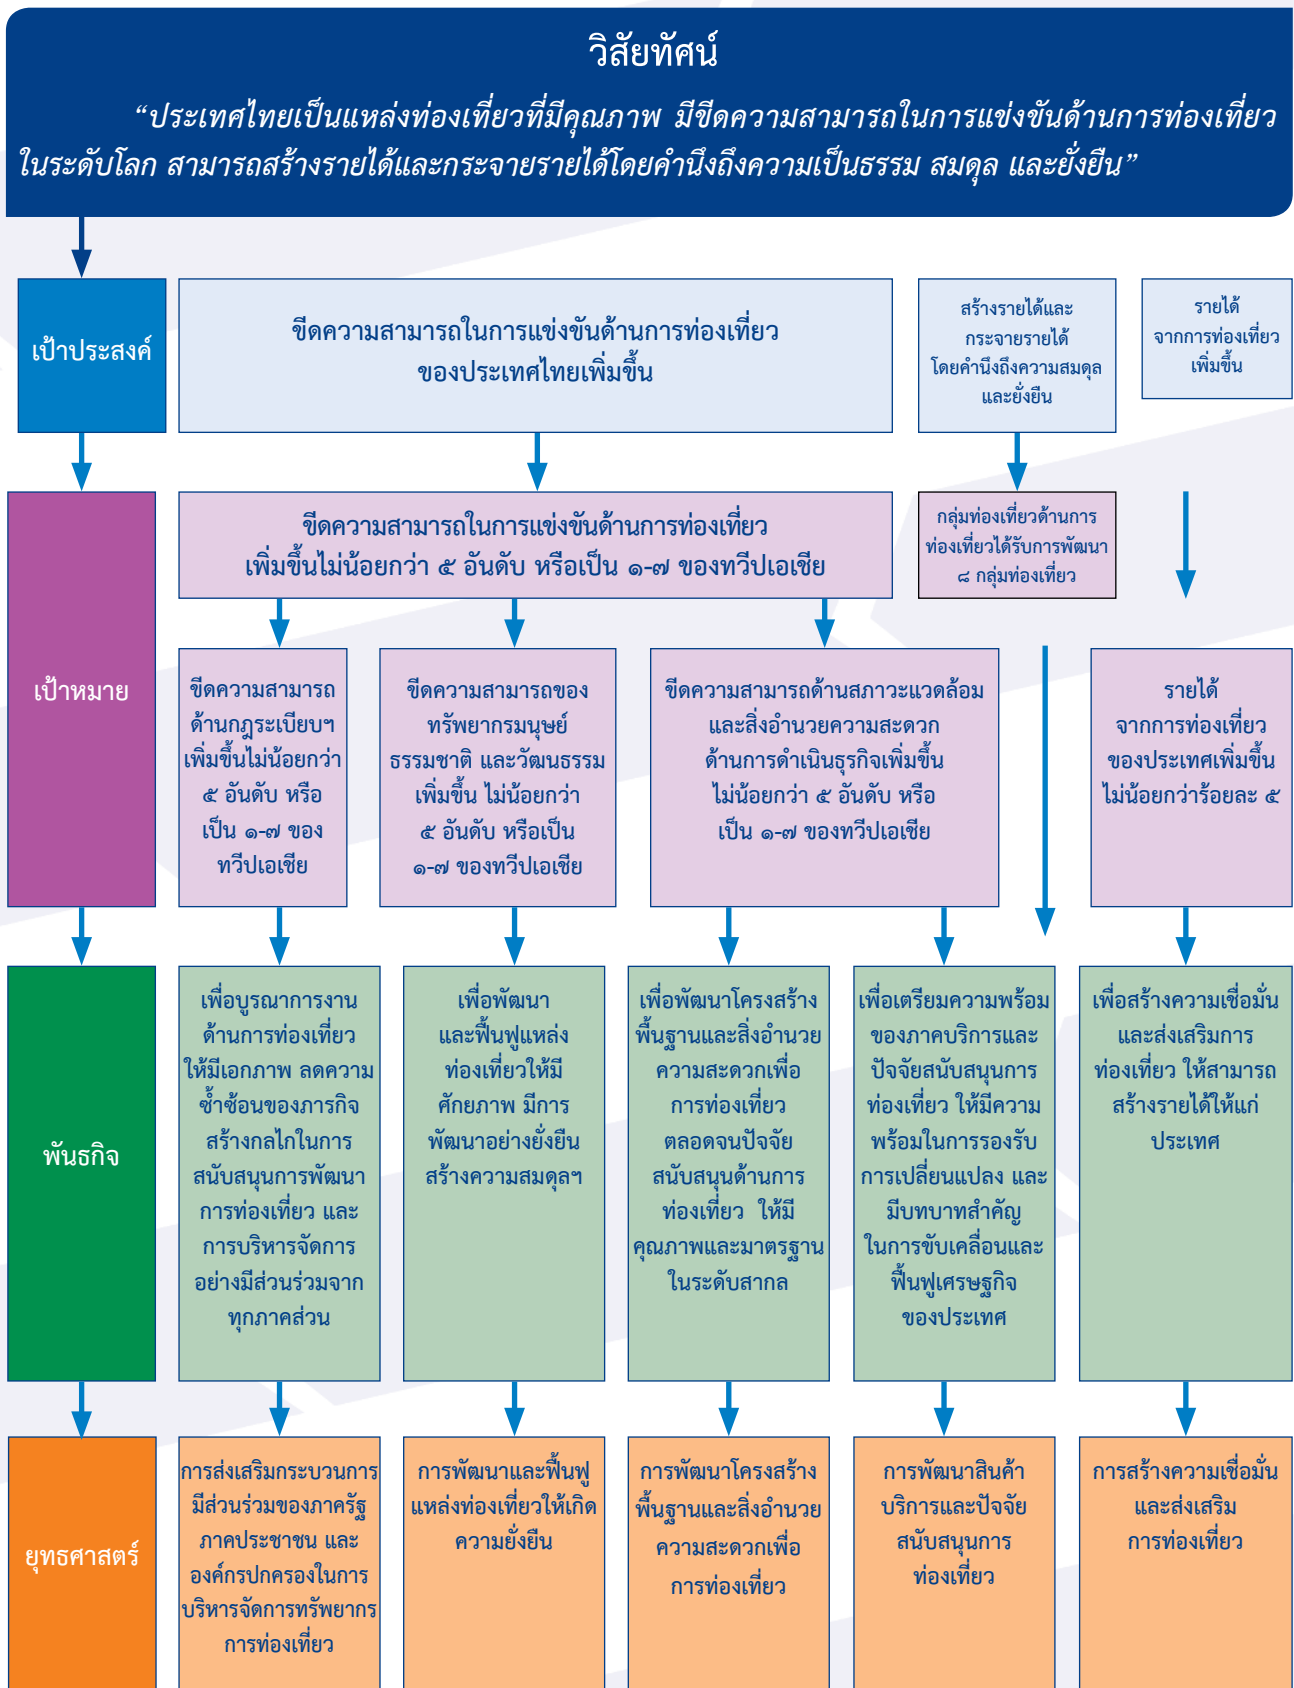 วิสัยทัศน์
“ประเทศไทยเป็นแหล่งท่องเที่ยวที่มีคุณภาพ มีขีดความสามารถในการแข่งขันด้านการท่องเที่ยว
ในระดับโลก สามารถสร้างรายได้และกระจายรายได้โดยคำนึงถึงความเป็นธรรม สมดุล และยั่งยืน”
เป้าประสงค์
ขีดความสามารถในการแข่งขันด้านการท่องเที่ยว
ของประเทศไทยเพิ่มขึ้น
สร้างรายได้และ
กระจายรายได้
โดยคำนึงถึงความสมดุล
และยั่งยืน
รายได้
จากการท่องเที่ยว
เพิ่มขึ้น
เป้าหมาย
ขีดความสามารถในการแข่งขันด้านการท่องเที่ยว
เพิ่มขึ้นไม่น้อยกว่า ๕ อันดับ หรือเป็น ๑-๗ ของทวีปเอเชีย
กลุ่มท่องเที่ยวด้านการ
ท่องเที่ยวได้รับการพัฒนา
๘ กลุ่มท่องเที่ยว
ขีดความสามารถ
ด้านกฎระเบียบฯ
เพิ่มขึ้นไม่น้อยกว่า
๕ อันดับ หรือ
เป็น ๑-๗ ของ
ทวีปเอเชีย
ขีดความสามารถของ
ทรัพยากรมนุษย์
ธรรมชาติ และวัฒนธรรม
เพิ่มขึ้น ไม่น้อยกว่า
๕ อันดับ หรือเป็น
๑-๗ ของทวีปเอเชีย
ขีดความสามารถด้านสภาวะแวดล้อม
และสิ่งอำนวยความสะดวก
ด้านการดำเนินธุรกิจเพิ่มขึ้น
ไม่น้อยกว่า ๕ อันดับ หรือ
เป็น ๑-๗ ของทวีปเอเชีย
รายได้
จากการท่องเที่ยว
ของประเทศเพิ่มขึ้น
ไม่น้อยกว่าร้อยละ ๕
พันธกิจ
เพื่อบูรณาการงาน
ด้านการท่องเที่ยว
ให้มีเอกภาพ ลดความ
ซ้ำซ้อนของภารกิจ
สร้างกลไกในการ
สนับสนุนการพัฒนา
การท่องเที่ยว และ
การบริหารจัดการ
อย่างมีส่วนร่วมจาก
ทุกภาคส่วน
เพื่อพัฒนา
และฟื้นฟูแหล่ง
ท่องเที่ยวให้มี
ศักยภาพ มีการ
พัฒนาอย่างยั่งยืน
สร้างความสมดุลฯ
เพื่อพัฒนาโครงสร้าง
พื้นฐานและสิ่งอำนวย
ความสะดวกเพื่อ
การท่องเที่ยว
ตลอดจนปัจจัย
สนับสนุนด้านการ
ท่องเที่ยว ให้มี
คุณภาพและมาตรฐาน
ในระดับสากล
เพื่อเตรียมความพร้อม
ของภาคบริการและ
ปัจจัยสนับสนุนการ
ท่องเที่ยว ให้มีความ
พร้อมในการรองรับ
การเปลี่ยนแปลง และ
มีบทบาทสำคัญ
ในการขับเคลื่อนและ
ฟื้นฟูเศรษฐกิจ
ของประเทศ
เพื่อสร้างความเชื่อมั่น
และส่งเสริมการ
ท่องเที่ยว ให้สามารถ
สร้างรายได้ให้แก่
ประเทศ
ยุทธศาสตร์
การส่งเสริมกระบวนการ
มีส่วนร่วมของภาครัฐ
ภาคประชาชน และ
องค์กรปกครองในการ
บริหารจัดการทรัพยากร
การท่องเที่ยว
การพัฒนาและฟื้นฟู
แหล่งท่องเที่ยวให้เกิด
ความยั่งยืน
การพัฒนาโครงสร้าง
พื้นฐานและสิ่งอำนวย
ความสะดวกเพื่อ
การท่องเที่ยว
การพัฒนาสินค้า
บริการและปัจจัย
สนับสนุนการ
ท่องเที่ยว
การสร้างความเชื่อมั่น
และส่งเสริม
การท่องเที่ยว